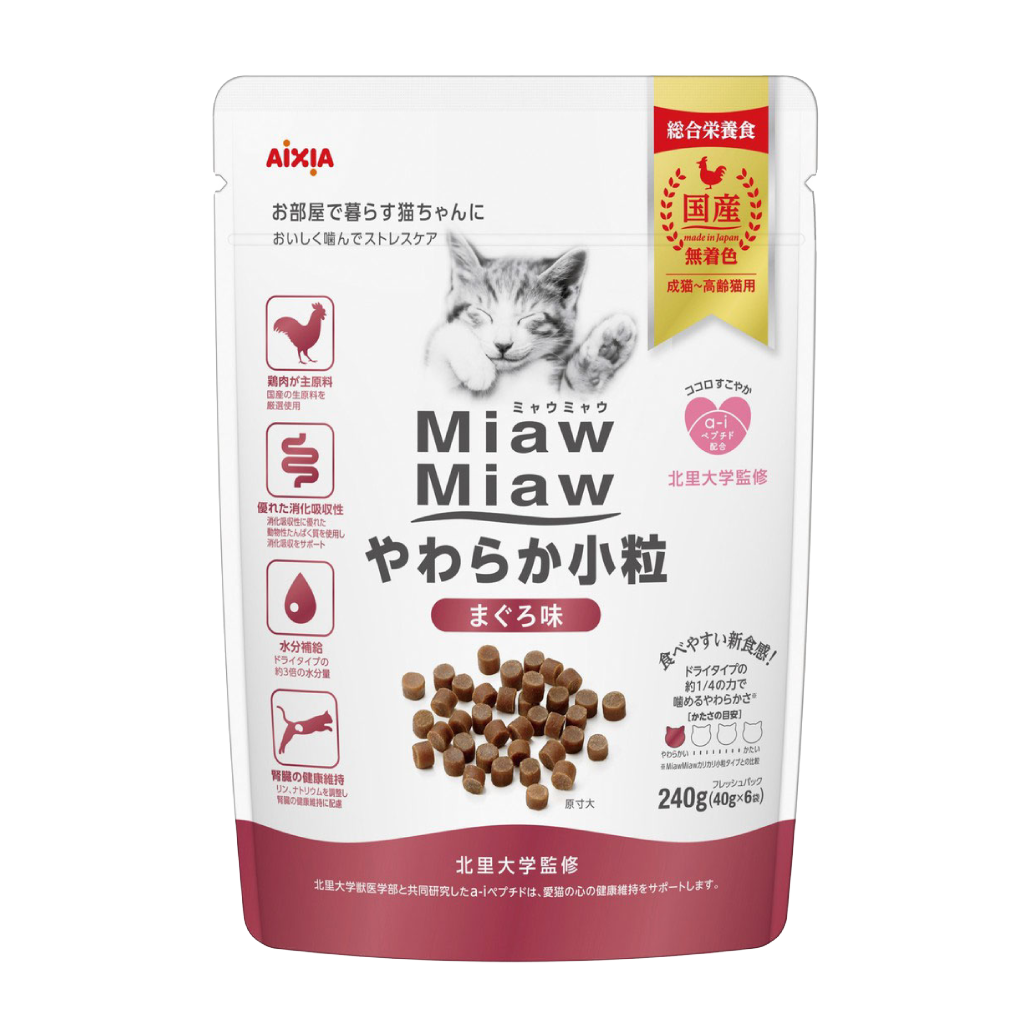 AIXIA
お部屋で暮らす猫ちゃんに
おいしく噛んでストレスケア
総合栄養食
国産
made in Japan
無着色
成猫~高齢猫用
鶏肉が主原料
国産の生原料を
厳選使用
優れた消化吸収性
消化吸収性に優れた
動物性たんぱく質を使用し
消化吸収をサポート
水分補給
ドライタイプの
約3倍の水分量
腎臓の健康維持
リン、ナトリウムを調整し
腎臓の健康維持に配慮
ミャウミャウ
Miaw
Miaw
やわらか小粒
まぐろ味
原寸大
ココロすこやか
a-i
ペプチド
配合
北里大学監修
食べやすい新食感!
ドライタイプの
約1/4の力で
噛めるやわらかさ※
[かたさの目安]
やわらかい かたい
※MiawMiawカリカリ小粒タイプとの比較
フレッシュパック
240g(40g×6袋)
北里大学監修
北里大学獣医学部と共同研究したa-iペプチドは、愛猫の心の健康維持をサポートします。